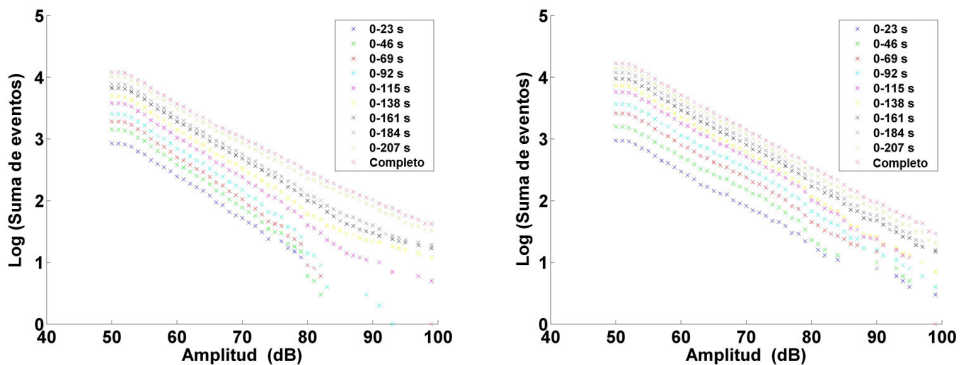 5
4
3
2
1
0
40
50
60
70
80
90
100
Log (Suma de eventos)
Amplitud (dB)
0-23 s
0-46 s
0-69 s
0-92 s
0-115 s
0-138 s
0-161 s
0-184 s
0-207 s
Completo
5
4
3
2
1
0
40
50
60
70
80
90
100
Log (Suma de eventos)
Amplitud (dB)
0-23 s
0-46 s
0-69 s
0-92 s
0-115 s
0-138 s
0-161 s
0-184 s
0-207 s
Completo